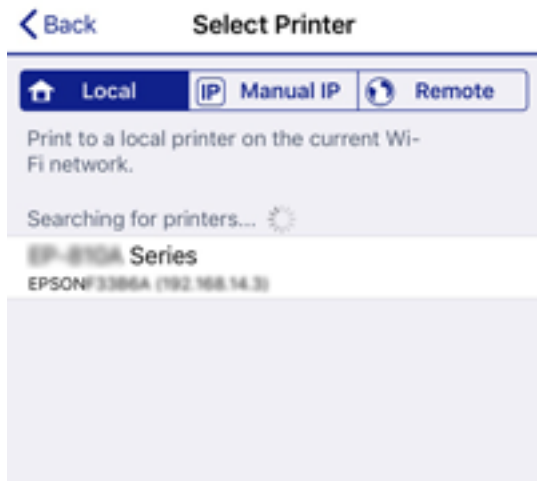 Back
Select Printer
Local
IP Manual IP
Remote
Print to a local printer on the current Wi-
Fi network.
Searching for printers...
Series
EPSON